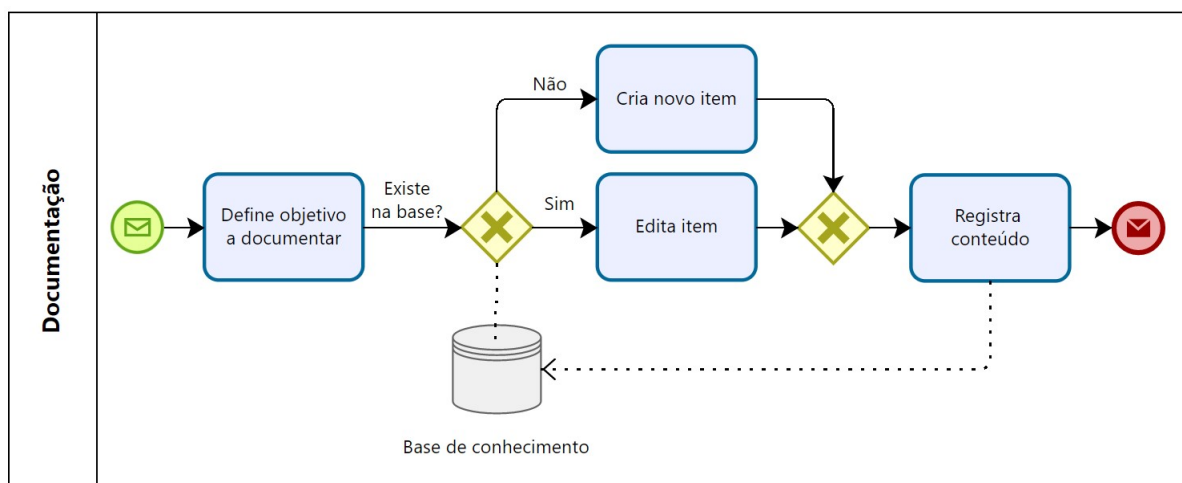 Documentação
Define objetivo
a documentar
Existe
na base?
Não
Cria novo item
Sim
Edita item
Registra
conteúdo
Base de conhecimento